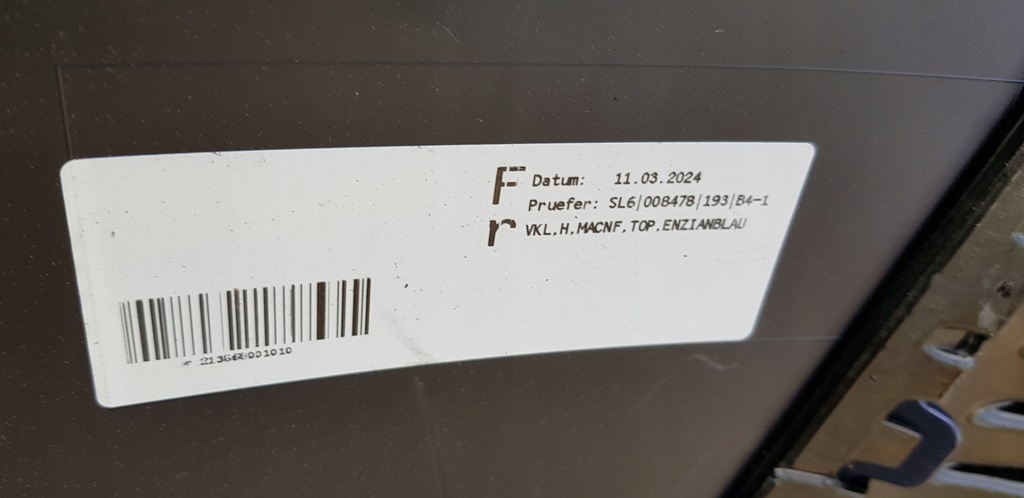 F Datum: 11.03.2024
Pruefer: SL6|008478|193|B4-1
r VKL.H.MACNF.TOP.ENZIANBLAU